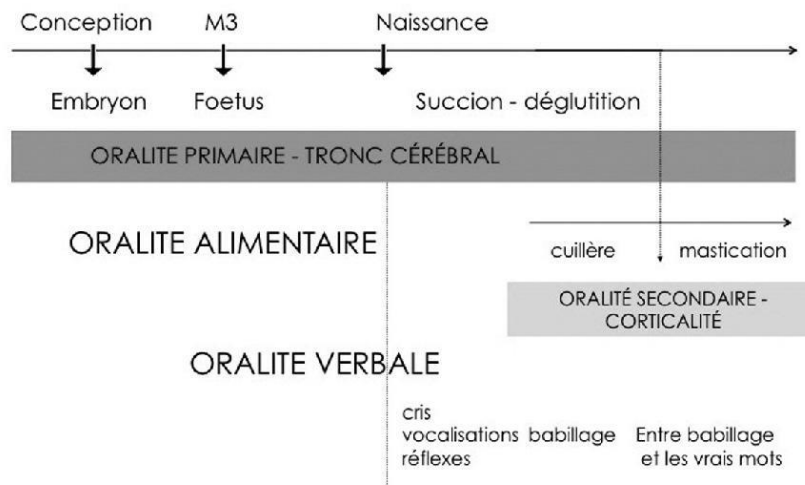 Conception M3 Naissance
Embryon Foetus Succion - déglutition
ORALITE PRIMAIRE - TRONC CÉRÉBRAL
ORALITE ALIMENTAIRE
cuillère mastication
ORALITÉ SECONDAIRE -
CORTICALITÉ
ORALITE VERBALE
cris
vocalisations babillage Entre babillage
réflexes et les vrais mots